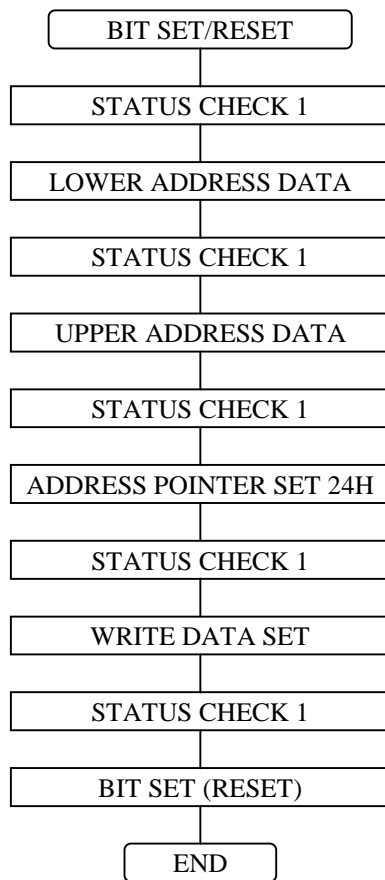 BIT SET/RESET
STATUS CHECK 1
LOWER ADDRESS DATA
STATUS CHECK 1
UPPER ADDRESS DATA
STATUS CHECK 1
ADDRESS POINTER SET 24H
STATUS CHECK 1
WRITE DATA SET
STATUS CHECK 1
BIT SET (RESET)
END